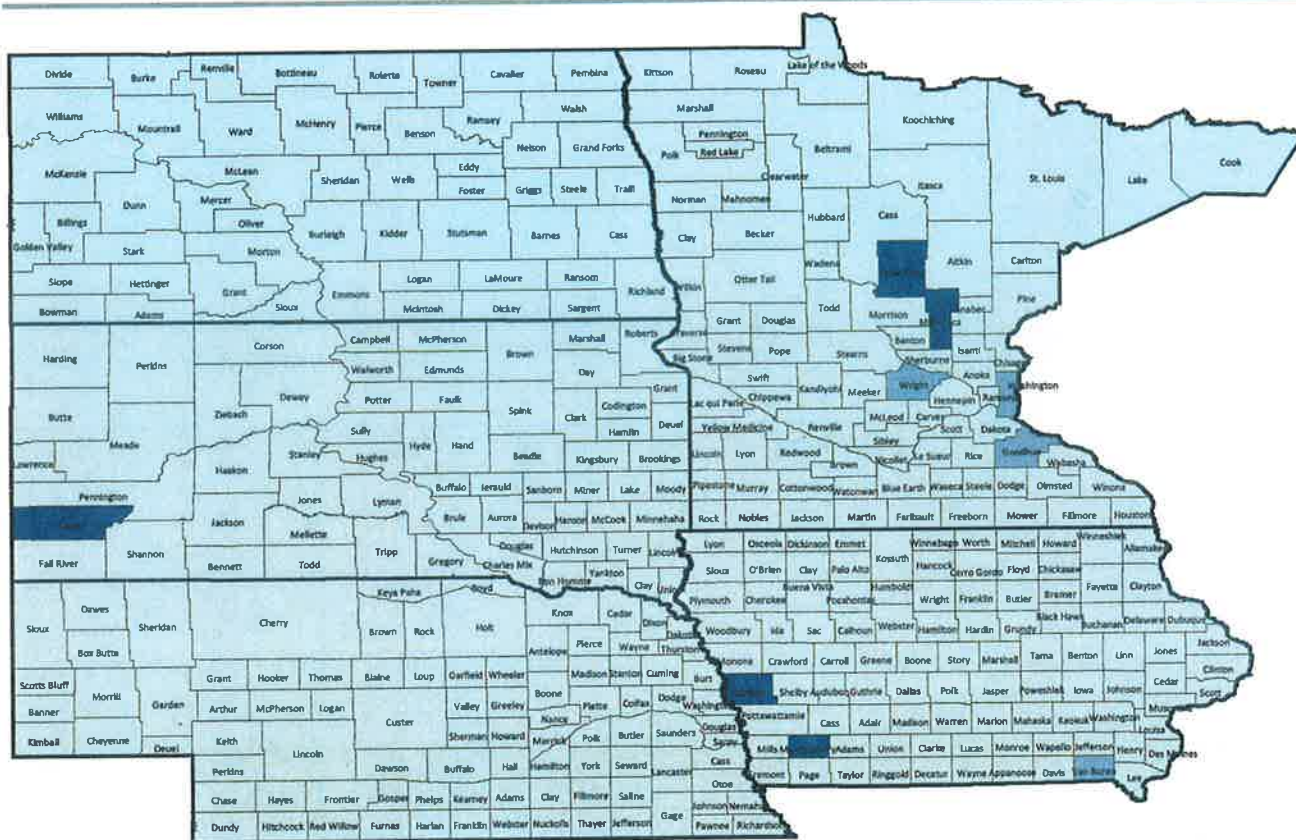 Divide Burke Renville Bottineau Rolette Towner Cavalier Pembina Kittson Roseau Lake of the Woods
Williams Mountrail Ward McHenry Pierce Benson Ramsey Walsh Marshall Koochiching
Nelson Grand Forks Polk Pennington Red Lake Beltrami St. Louis Lake Cook
McKenzie McLean Sheridan Wells Eddy Foster Griggs Steele Traill Norman Mahnomen Clearwater Itasca
Dunn Mercer Oliver Billings Golden Valley Stark Morton Burleigh Kidder Stutsman Barnes Cass Clay Becker Hubbard Cass
Slope Hettinger Grant Sioux Emmons Logan LaMoure Ransom Richland Otter Tail Wadena Aitkin Carlton
Bowman Adams McIntosh Dickey Sargent Grant Douglas Todd Morrison Pine
Harding Perkins Corson Campbell McPherson Brown Marshall Roberts Big Stone Stevens Pope Stearns Benton Sherburne Isanti
Walworth Edmunds Day Grant Swift Kandiyohi Meeker Wright Anoka Washington
Butte Meade Ziebach Dewey Potter Faulk Spink Clark Codington Hamlin Deuel Lac qui Parle Chippewa McLeod Carver Hennepin Ramsey
Lawrence Haakon Stanley Sully Hughes Hyde Hand Beadle Kingsbury Brookings Yellow Medicine Renville Sibley Scott Dakota
Lincoln Lyon Redwood Brown Nicollet Le Sueur Rice Goodhue Wabasha
Pennington Jones Lyman Buffalo Jerauld Sanborn Miner Lake Moody Pipestone Murray Cottonwood Watonwan Blue Earth Waseca Steele Dodge Olmsted Winona
Jackson Mellette Brule Aurora Davison Hanson McCook Minnehaha Rock Nobles Jackson Martin Faribault Freeborn Mower Fillmore Houston
Fall River Shannon Bennett Todd Tripp Gregory Charles Mix Douglas Hutchinson Turner Lincoln
Bon Homme Yankton Clay Union
Lyon Osceola Dickinson Emmet Kossuth Winnebago Worth Mitchell Howard Winneshiek Allamakee
Sioux O'Brien Clay Palo Alto Hancock Cerro Gordo Floyd Chickasaw
Plymouth Cherokee Buena Vista Pocahontas Humboldt Wright Franklin Butler Bremer Fayette Clayton
Woodbury Ida Sac Calhoun Webster Hamilton Hardin Grundy Black Hawk Buchanan Delaware Dubuque
Monona Crawford Carroll Greene Boone Story Marshall Tama Benton Linn Jones Jackson
Shelby Audubon Guthrie Dallas Polk Jasper Poweshiek Iowa Johnson Cedar Clinton Scott
Pottawattamie Cass Adair Madison Warren Marion Mahaska Keokuk Washington Louisa
Mills Adams Union Clarke Lucas Monroe Wapello Jefferson Henry Des Moines
Page Taylor Ringgold Decatur Wayne Appanoose Davis Van Buren Lee
Sioux Dawes Sheridan Cherry Keya Paha Boyd Brown Rock Holt Knox Cedar Dixon
Box Butte Antelope Pierce Wayne Thurston
Scotts Bluff Morrill Garden Grant Hooker Thomas Blaine Loup Garfield Wheeler Boone Madison Stanton Cuming Burt
Banner Arthur McPherson Logan Custer Valley Greeley Nancy Platte Colfax Dodge Washington
Kimball Cheyenne Deuel Keith Lincoln Sherman Howard Merrick Polk Butler Saunders Douglas Sarpy
Perkins Dawson Buffalo Hall Hamilton York Seward Lancaster Cass Otoe
Chase Hayes Frontier Gosper Phelps Kearney Adams Clay Fillmore Saline Gage Johnson Nemaha
Dundy Hitchcock Red Willow Furnas Harlan Franklin Webster Nuckolls Thayer Jefferson Pawnee Richardson